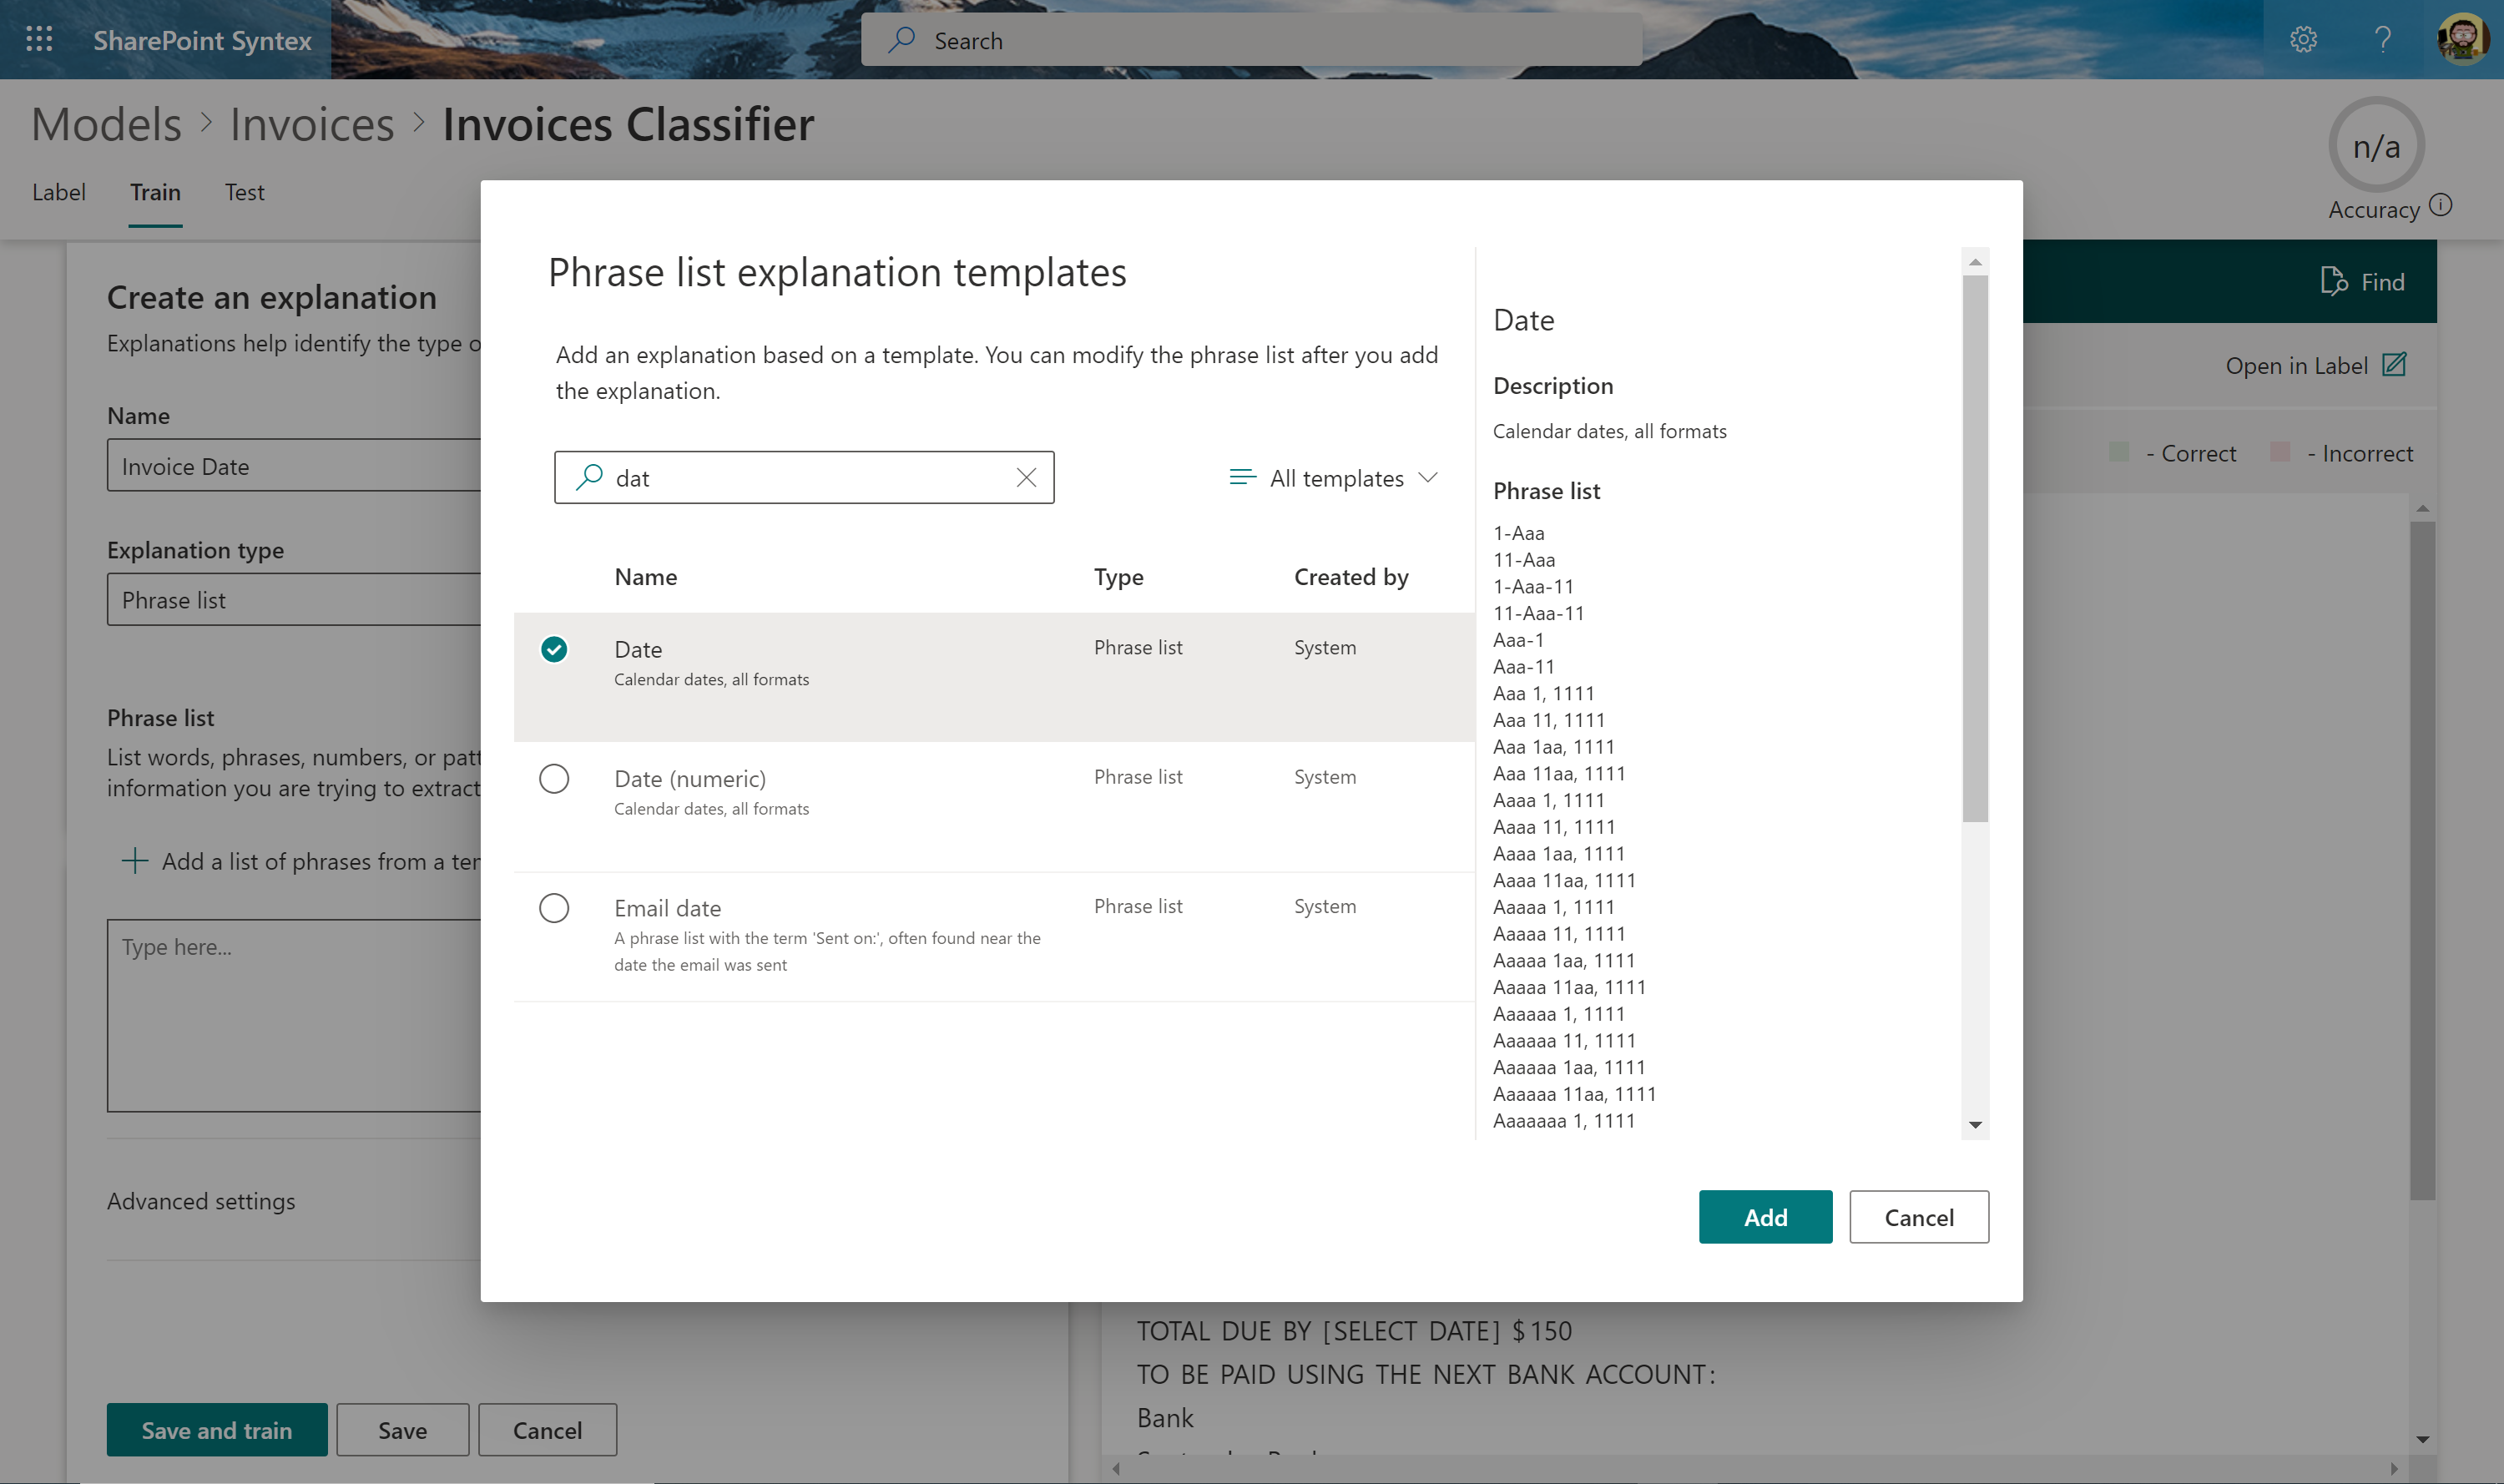 SharePoint Syntex
Search
Models > Invoices > Invoices Classifier
n/a
Accuracy
Label
Train
Test
Create an explanation
Explanations help identify the type o
Name
Invoice Date
Explanation type
Phrase list
Phrase list
List words, phrases, numbers, or patt
information you are trying to extract
Add a list of phrases from a ter
Type here...
Advanced settings
Save and train
Save
Cancel
Phrase list explanation templates
Add an explanation based on a template. You can modify the phrase list after you add
the explanation.
dat
All templates
Name Type Created by
Date Phrase list System
Calendar dates, all formats
Date (numeric) Phrase list System
Calendar dates, all formats
Email date Phrase list System
A phrase list with the term 'Sent on:', often found near the
date the email was sent
Date
Description
Calendar dates, all formats
Phrase list
1-Aaa
11-Aaa
1-Aaa-11
11-Aaa-11
Aaa-1
Aaa-11
Aaa 1, 1111
Aaa 11, 1111
Aaa 1aa, 1111
Aaa 11aa, 1111
Aaaa 1, 1111
Aaaa 11, 1111
Aaaa 1aa, 1111
Aaaa 11aa, 1111
Aaaaa 1, 1111
Aaaaa 11, 1111
Aaaaa 1aa, 1111
Aaaaa 11aa, 1111
Aaaaaa 1, 1111
Aaaaaa 11, 1111
Aaaaaa 1aa, 1111
Aaaaaa 11aa, 1111
Aaaaaaa 1, 1111
Add
Cancel
Find
Open in Label
- Correct
- Incorrect
TOTAL DUE BY [SELECT DATE] $150
TO BE PAID USING THE NEXT BANK ACCOUNT:
Bank